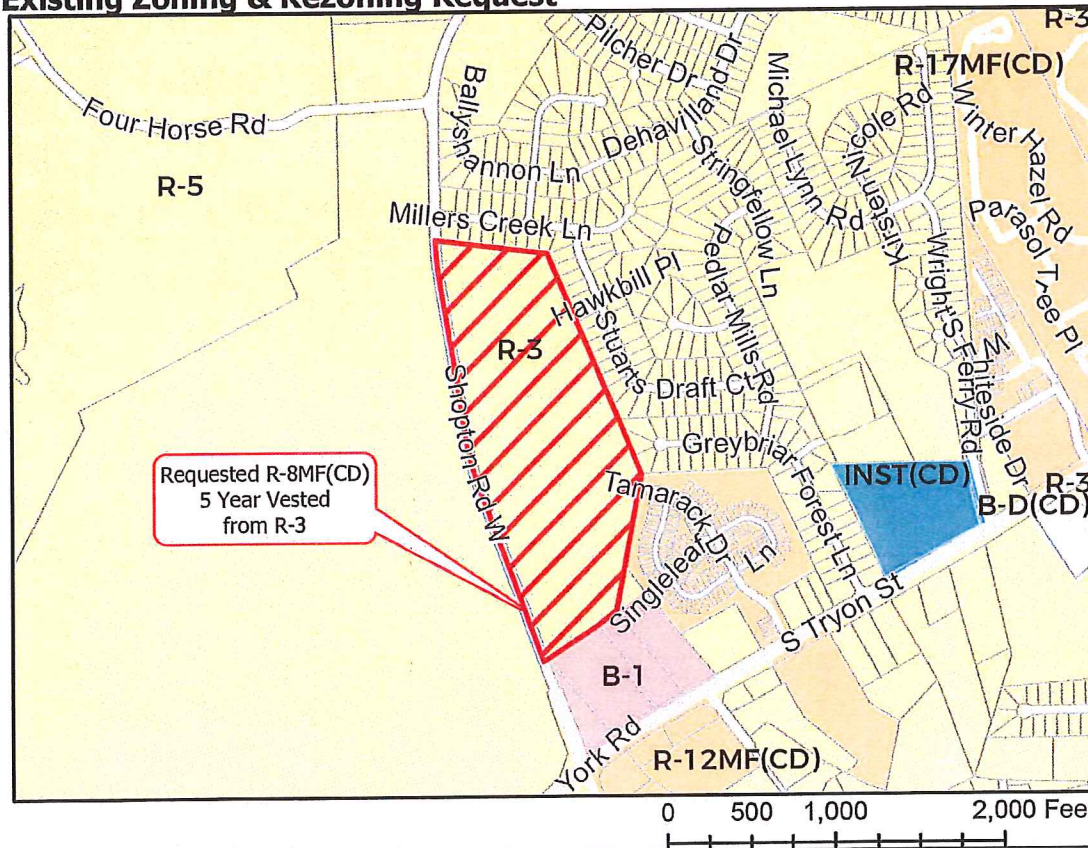 Existing Zoning & Rezoning Request
R-3
Pilcher Dr
Dehavilland Dr
R-17MF(CD)
Ballyshannon Ln
Michael Lynn Rd
Nicole Rd
Winter Hazel Rd
Four Horse Rd
Stringfellow Ln
Kirsten
R-5
Parasol Tree Pl
Millers Creek Ln
Pedlar Mills Rd
Wright'S Ferry Rd
Hawkbill Pl
R-3
Stuarts Draft Ct
Whiteside Dr
Shopton Rd W
Greybriar Forest Ln
Requested R-8MF(CD)
5 Year Vested
from R-3
INST(CD)
R-3
B-D(CD)
Tamarack Dr
Singleleaf Ln
S Tryon St
B-1
York Rd
R-12MF(CD)
0 500 1,000 2,000 Fee